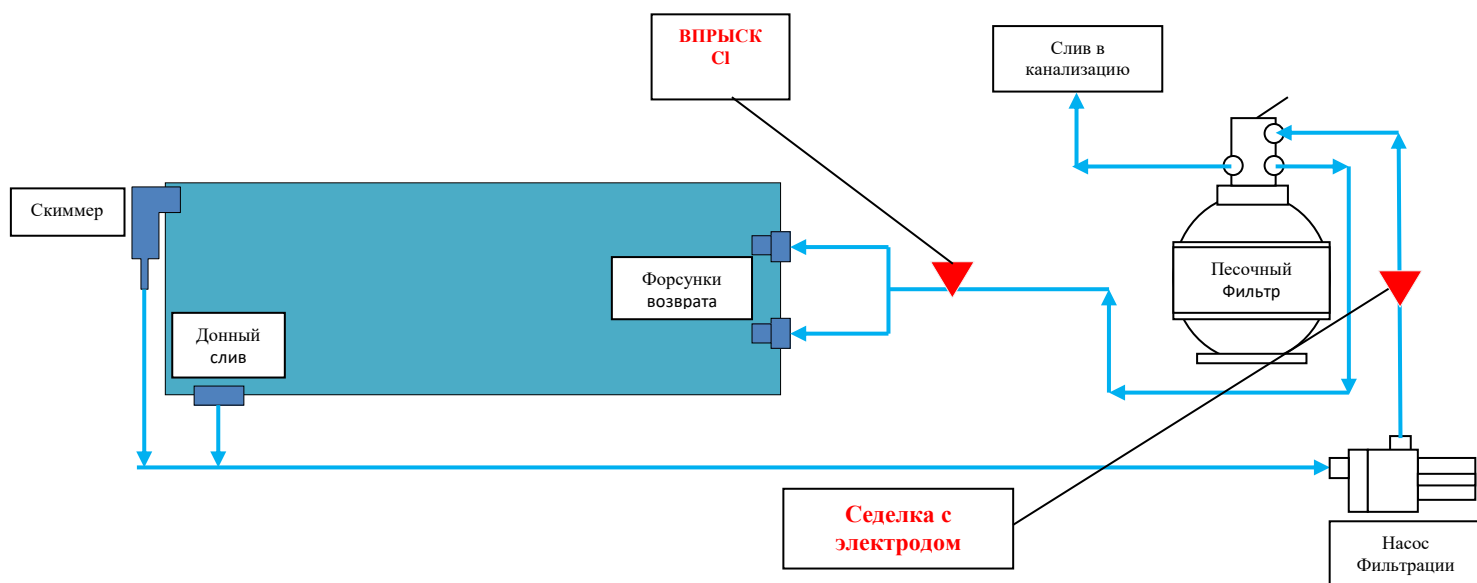 ВПРЫСК
Cl
Слив в
канализацию
Скиммер
Форсунки
возврата
Песочный
Фильтр
Донный
слив
Седелка с
электродом
Насос
Фильтрации